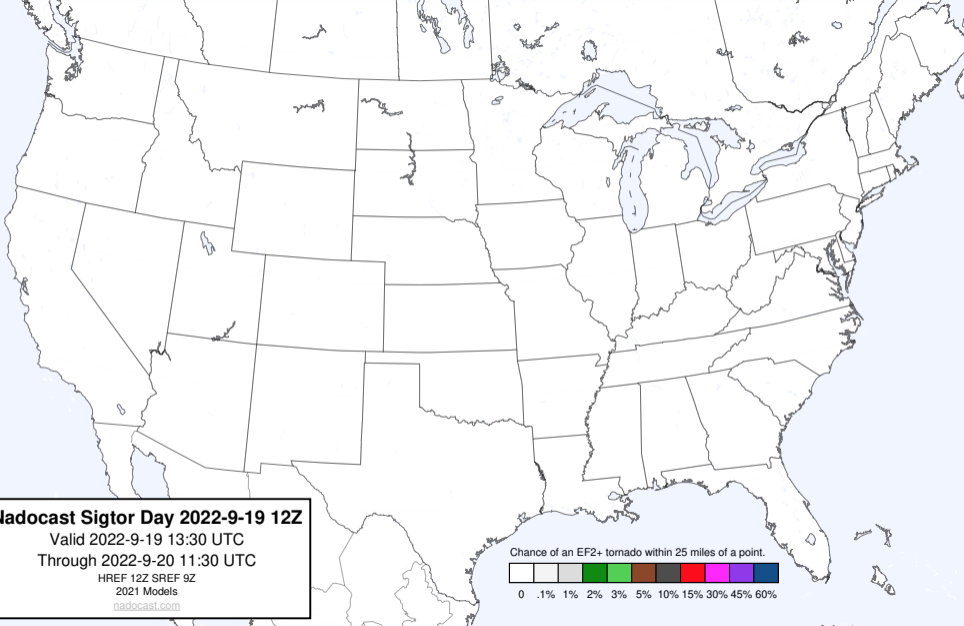 Nadocast Sigtor Day 2022-9-19 12Z
Valid 2022-9-19 13:30 UTC
Through 2022-9-20 11:30 UTC
HREF 12Z SREF 9Z
2021 Models
nadocast.com
Chance of an EF2+ tornado within 25 miles of a point.
0 .1% 1% 2% 3% 5% 10% 15% 30% 45% 60%